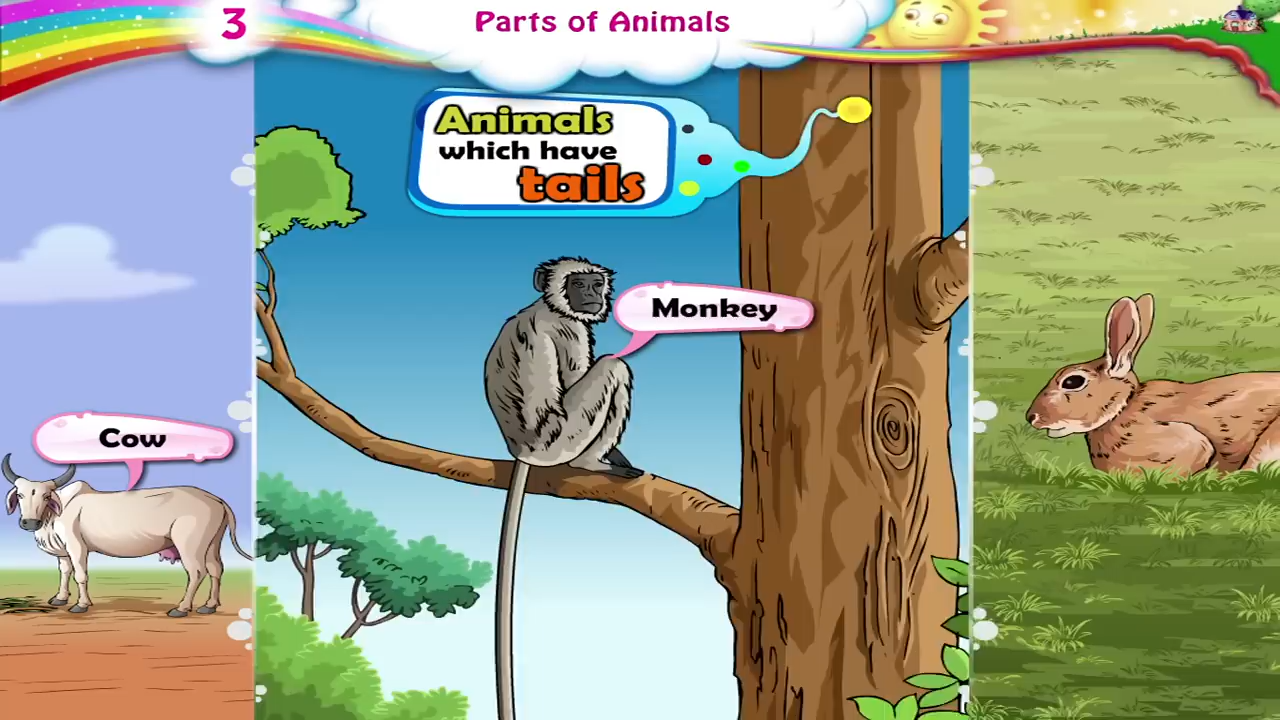 3
Parts of Animals
Animals
which have
tails
Monkey
Cow